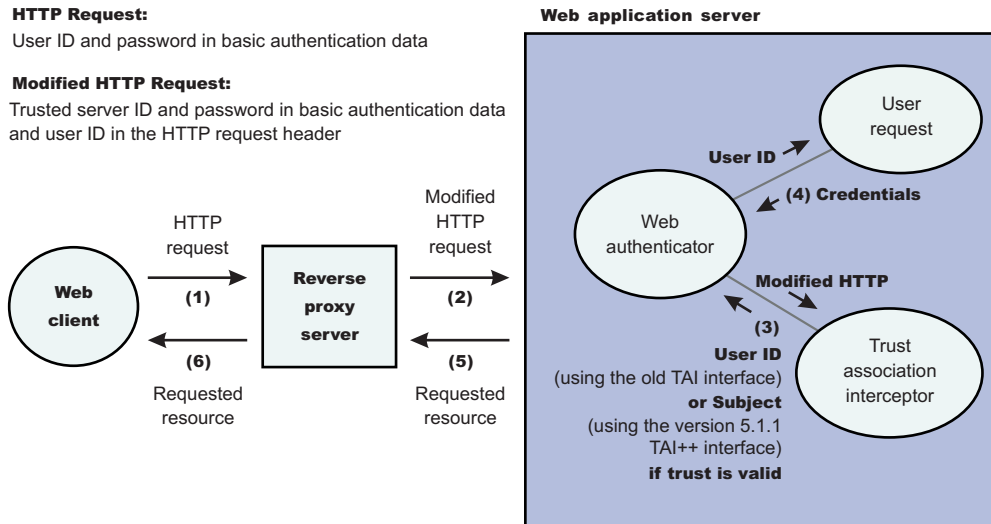 HTTP Request:
User ID and password in basic authentication data
Modified HTTP Request:
Trusted server ID and password in basic authentication data
and user ID in the HTTP request header
Web application server
User
request
User ID
(4) Credentials
Web
authenticator
Modified HTTP
(3)
User ID
(using the old TAI interface)
or Subject
(using the version 5.1.1
TAI++ interface)
if trust is valid
Trust
association
interceptor
HTTP
request
(1)
Modified
HTTP
request
(2)
Web
client
Reverse
proxy
server
(6)
Requested
resource
(5)
Requested
resource